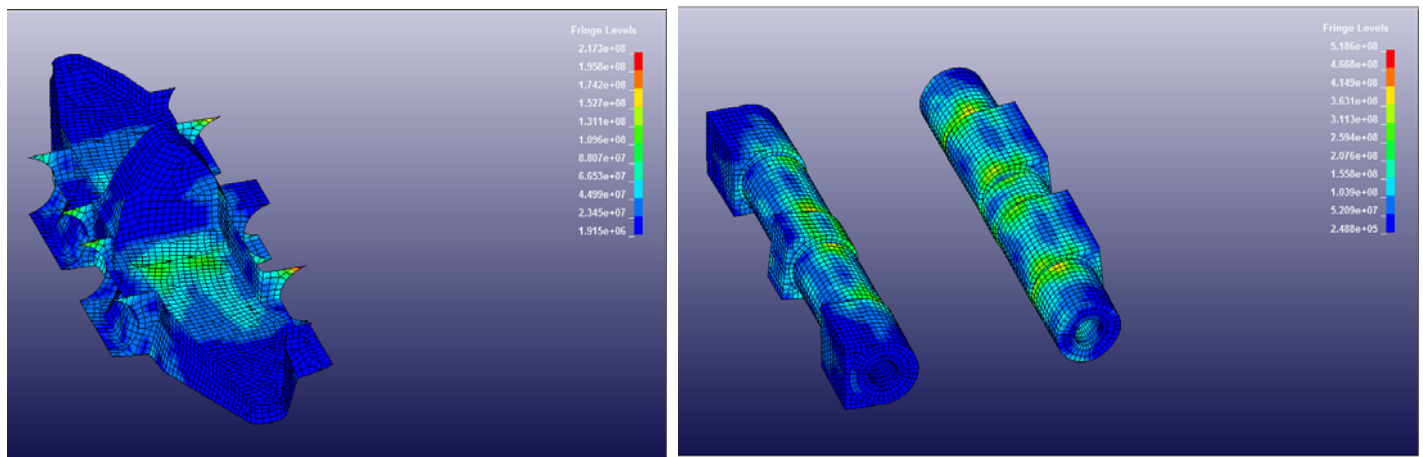 Fringe Levels
2.173e+08
1.958e+08
1.742e+08
1.527e+08
1.311e+08
1.096e+08
8.807e+07
6.653e+07
4.499e+07
2.345e+07
1.915e+06
Fringe Levels
5.186e+08
4.668e+08
4.149e+08
3.631e+08
3.113e+08
2.594e+08
2.076e+08
1.558e+08
1.039e+08
5.209e+07
2.488e+05